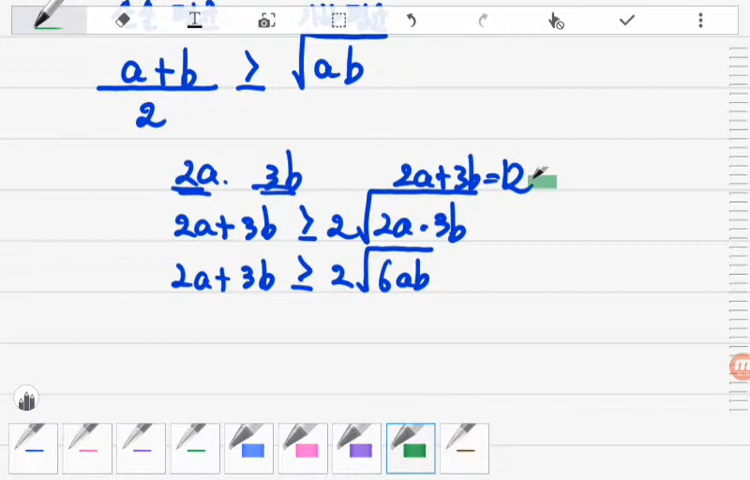 a+b / 2 ≥ √ab
2a. 3b 2a+3b=12
2a+3b ≥ 2√2a·3b
2a+3b ≥ 2√6ab